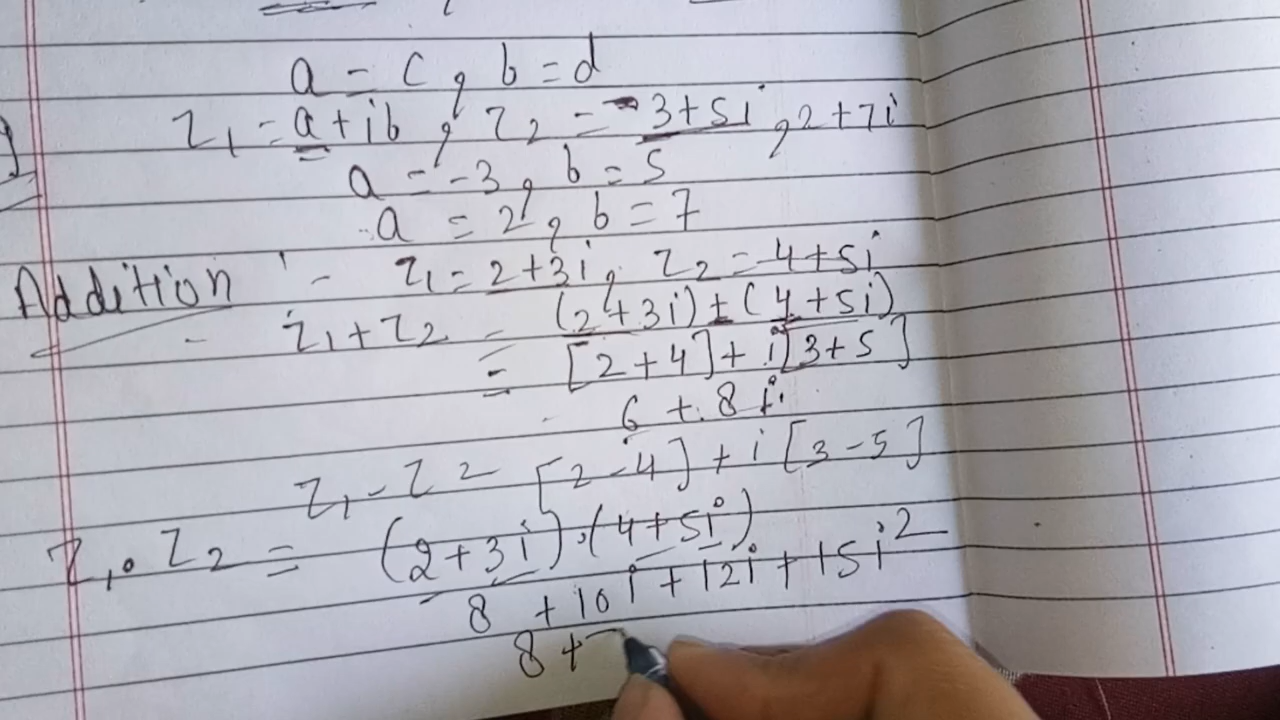 a = c, b = d
z₁ = a + ib, z₂ = -3 + 5i, 2 + 7i
a = -3, b = 5
a = 2, b = 7
Addition :- z₁ = 2 + 3i, z₂ = 4 + 5i
z₁ + z₂ = (2 + 3i) + (4 + 5i)
= [2 + 4] + i[3 + 5]
6 + 8i
z₁ - z₂ [2 - 4] + i[3 - 5]
z₁ . z₂ = (2 + 3i) . (4 + 5i)
8 + 10i + 12i + 15i²
8 +